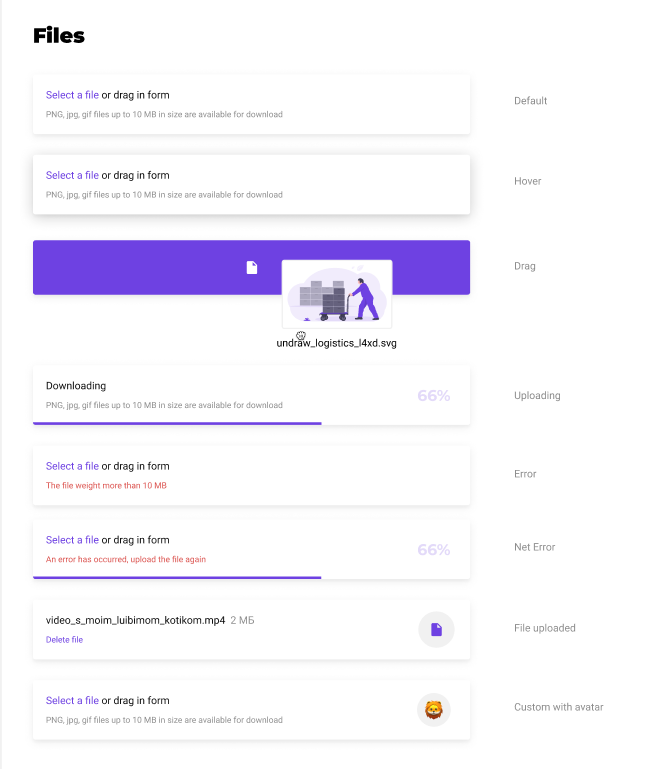 Files
Select a file or drag in form
PNG, jpg, gif files up to 10 MB in size are available for download
Default
Select a file or drag in form
PNG, jpg, gif files up to 10 MB in size are available for download
Hover
Drag
undraw_logistics_l4xd.svg
Downloading
PNG, jpg, gif files up to 10 MB in size are available for download
66%
Uploading
Select a file or drag in form
The file weight more than 10 MB
Error
Select a file or drag in form
An error has occurred, upload the file again
66%
Net Error
video_s_moim_luibimom_kotikom.mp4 2 МБ
Delete file
File uploaded
Select a file or drag in form
PNG, jpg, gif files up to 10 MB in size are available for download
Custom with avatar